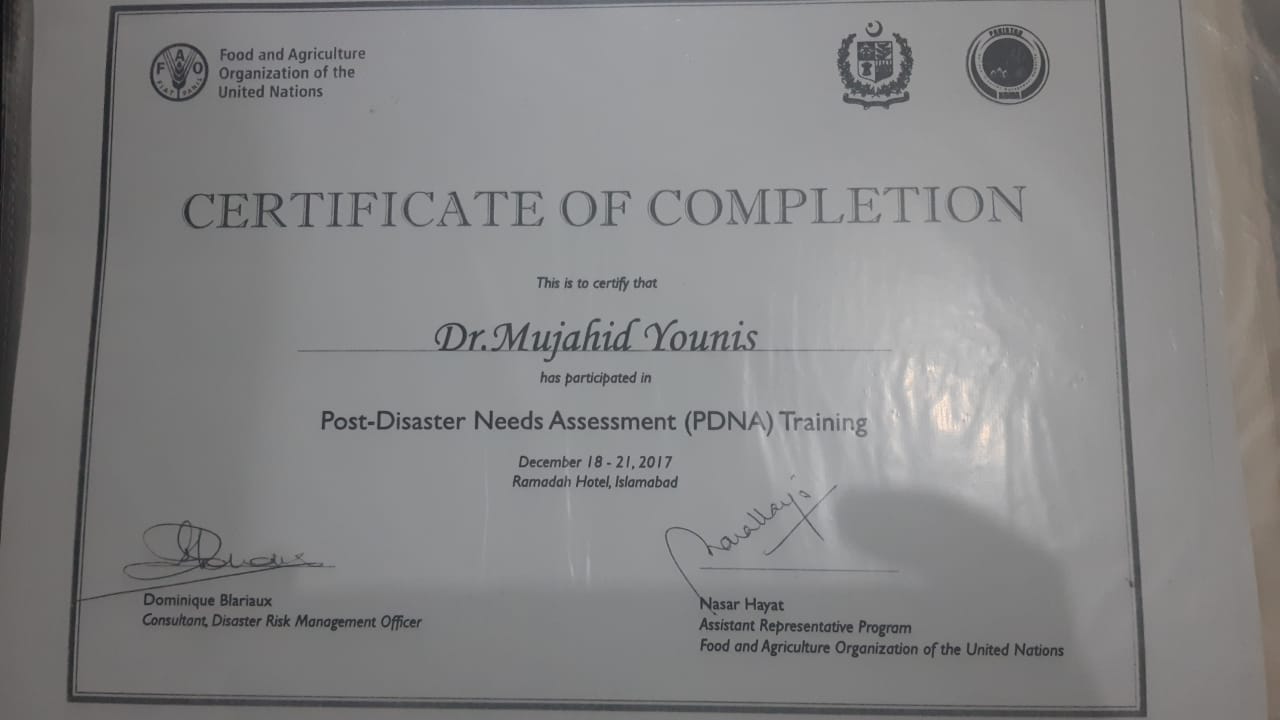 Food and Agriculture
Organization of the
United Nations
F A O
FIAT PANIS
PAKISTAN
CERTIFICATE OF COMPLETION
This is to certify that
Dr.Mujahid Younis
has participated in
Post-Disaster Needs Assessment (PDNA) Training
December 18 - 21, 2017
Ramadah Hotel, Islamabad
Dominique Blariaux
Consultant, Disaster Risk Management Officer
Nasar Hayat
Assistant Representative Program
Food and Agriculture Organization of the United Nations